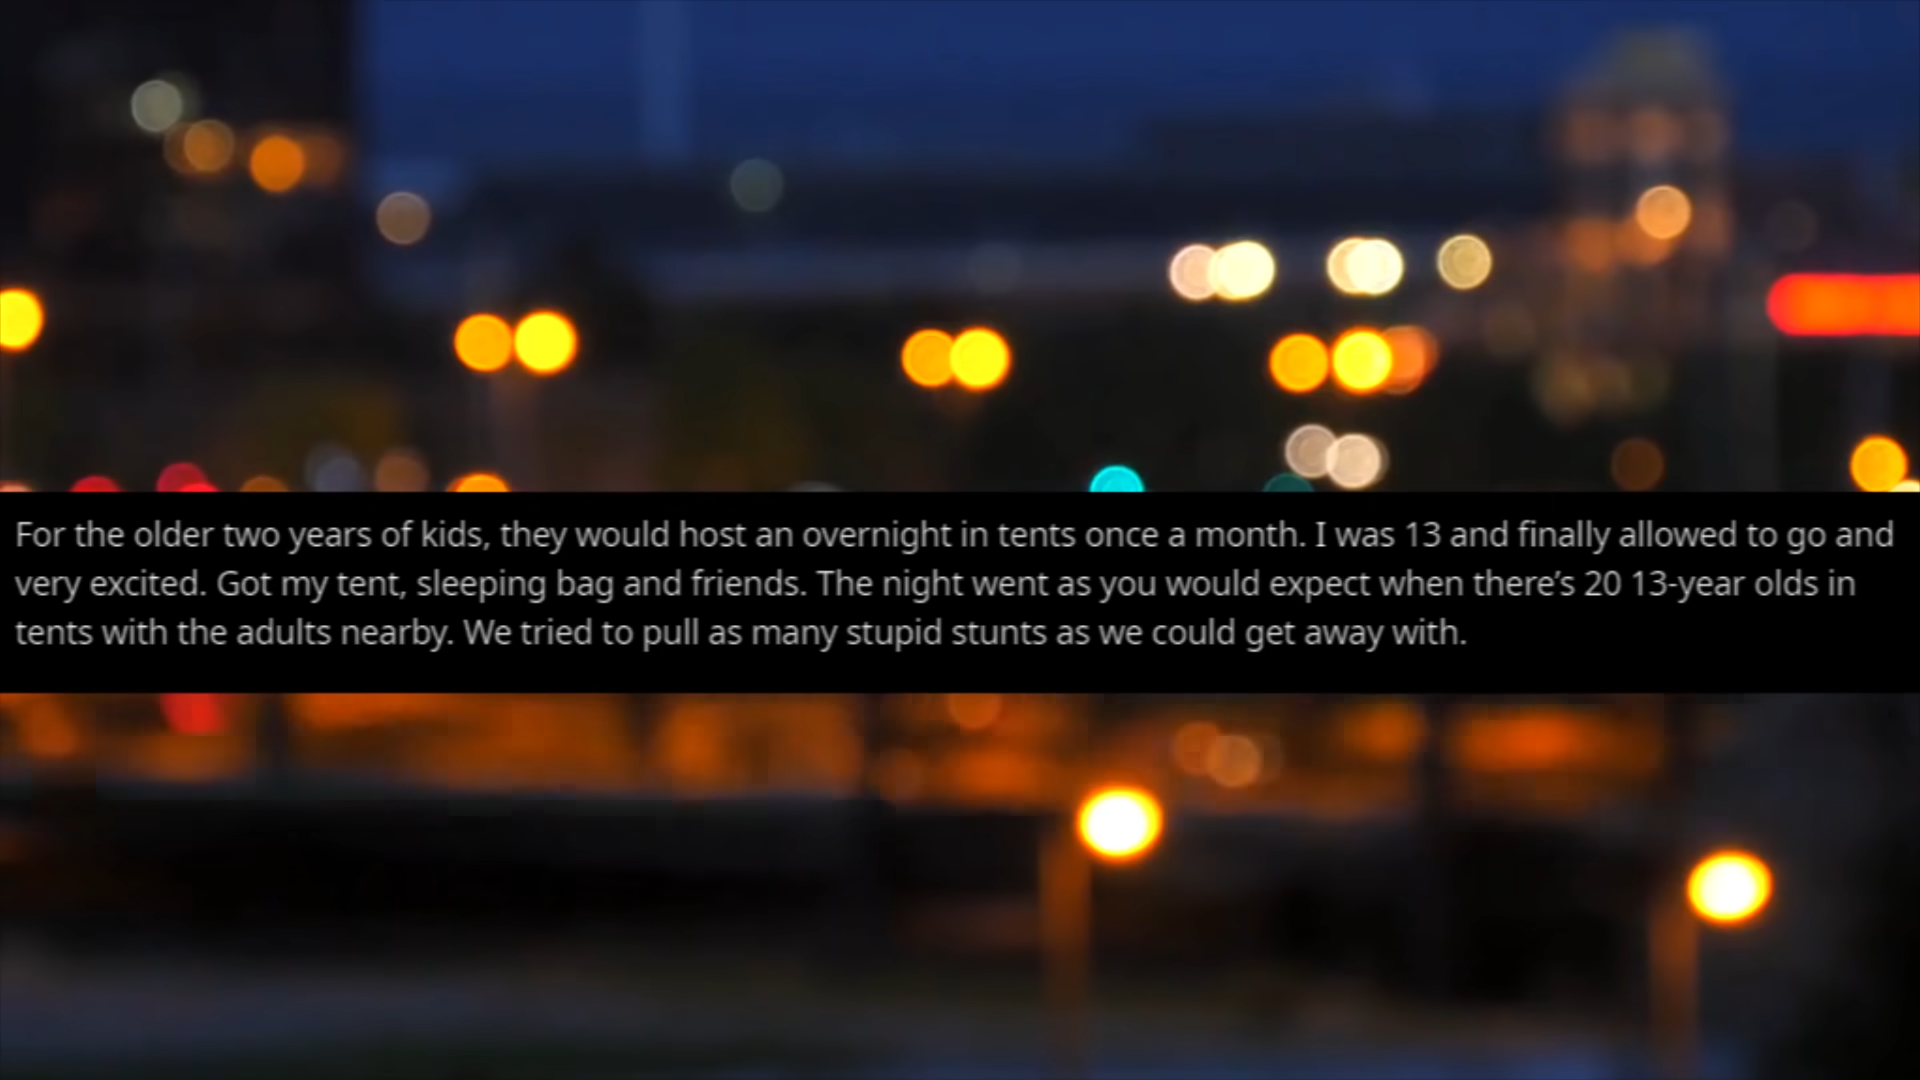 For the older two years of kids, they would host an overnight in tents once a month. I was 13 and finally allowed to go and
very excited. Got my tent, sleeping bag and friends. The night went as you would expect when there’s 20 13-year olds in
tents with the adults nearby. We tried to pull as many stupid stunts as we could get away with.